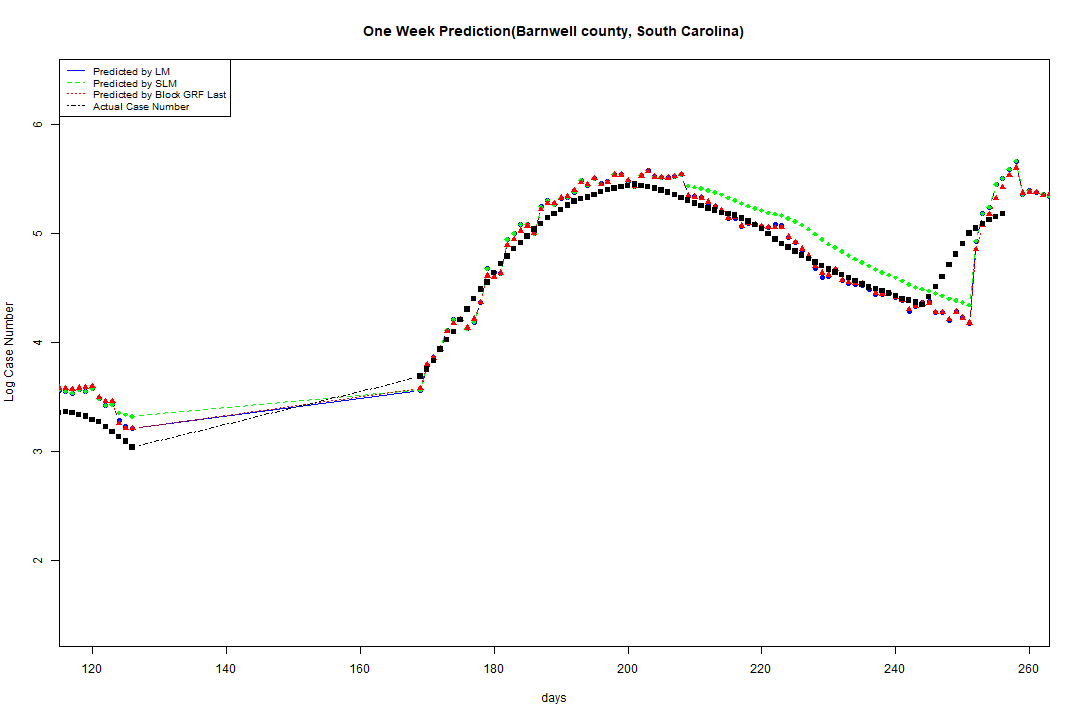 One Week Prediction(Barnwell county, South Carolina)
Predicted by LM
Predicted by SLM
Predicted by Block GRF Last
Actual Case Number
6
5
4
3
2
Log Case Number
120 140 160 180 200 220 240 260
days